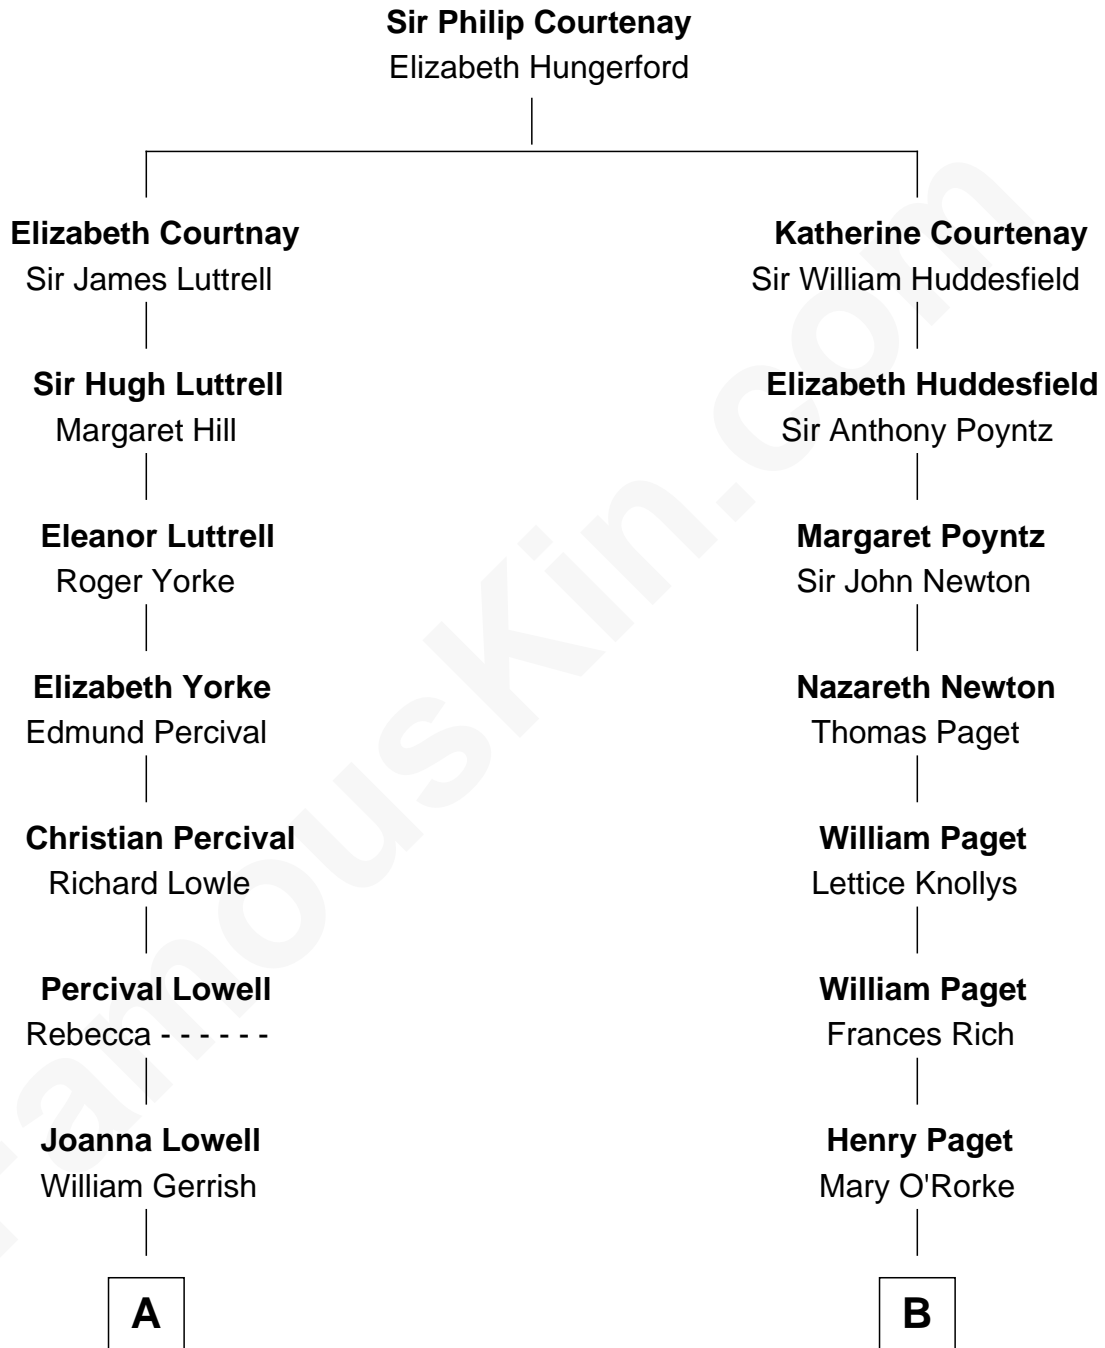 Sir Philip Courtenay
Elizabeth Hungerford
Elizabeth Courtnay
Sir James Luttrell
Katherine Courtenay
Sir William Huddesfield
Sir Hugh Luttrell
Margaret Hill
Elizabeth Huddesfield
Sir Anthony Poyntz
Eleanor Luttrell
Roger Yorke
Margaret Poyntz
Sir John Newton
Elizabeth Yorke
Edmund Percival
Nazareth Newton
Thomas Paget
Christian Percival
Richard Lowle
William Paget
Lettice Knollys
Percival Lowell
Rebecca - - - - - -
William Paget
Frances Rich
Joanna Lowell
William Gerrish
Henry Paget
Mary O'Rorke
A
B
FamousKin.com